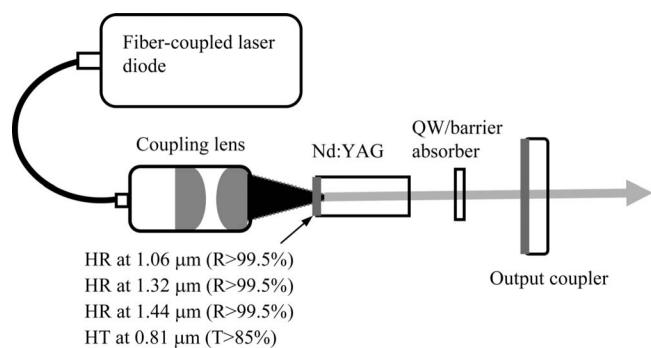 Fiber-coupled laser
diode
Coupling lens
Nd:YAG
QW/barrier
absorber
HR at 1.06 μm (R>99.5%)
HR at 1.32 μm (R>99.5%)
HR at 1.44 μm (R>99.5%)
HT at 0.81 μm (T>85%)
Output coupler